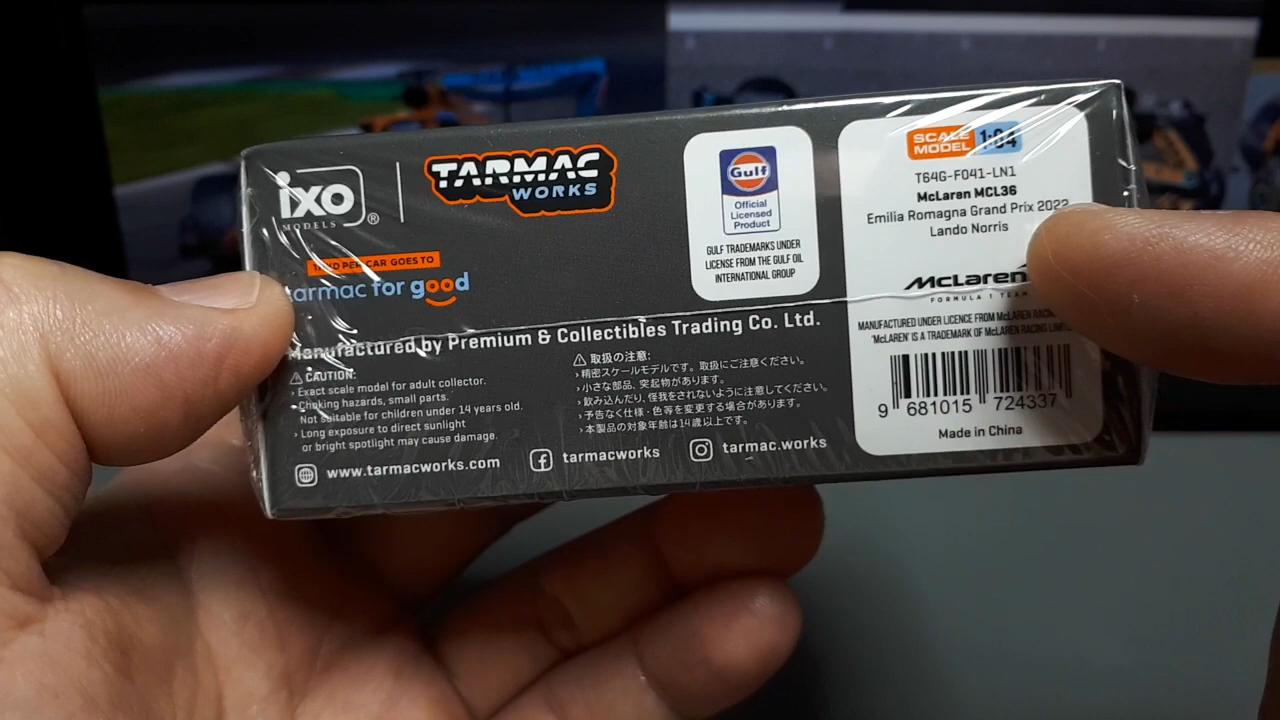 ixo
MODELS
®
TARMAC
WORKS
PER CAR GOES TO
tarmac for good
Manufactured by Premium & Collectibles Trading Co. Ltd.
⚠ CAUTION:
› Exact scale model for adult collector.
› Choking hazards, small parts.
Not suitable for children under 14 years old.
› Long exposure to direct sunlight
or bright spotlight may cause damage.
⚠ 取扱の注意:
› 精密スケールモデルです。取扱にご注意ください。
› 小さな部品、突起物があります。
› 飲み込んだり、怪我をされないように注意してください。
› 予告なく仕様・色等を変更する場合があります。
› 本製品の対象年齢は14歳以上です。
www.tarmacworks.com
tarmacworks
tarmac.works
Gulf
Official
Licensed
Product
GULF TRADEMARKS UNDER
LICENSE FROM THE GULF OIL
INTERNATIONAL GROUP
SCALE
MODEL
1:64
T64G-F041-LN1
McLaren MCL36
Emilia Romagna Grand Prix 2022
Lando Norris
McLaren
FORMULA 1 TEAM
MANUFACTURED UNDER LICENCE FROM McLAREN
'McLAREN' IS A TRADEMARK OF McLAREN RACING
9 681015 724337
Made in China